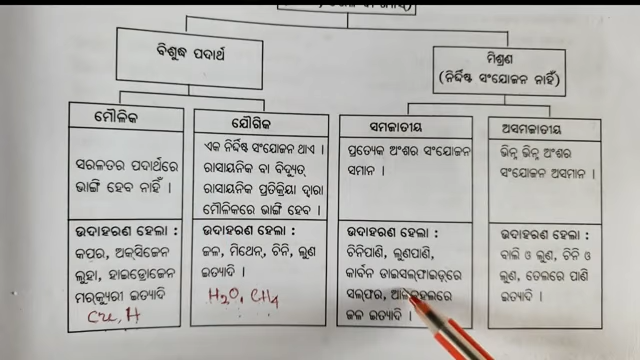 ବିଶୁଦ୍ଧ ପଦାର୍ଥ
ମିଶ୍ରଣ
(ନିର୍ଦ୍ଦିଷ୍ଟ ସଂଯୋଜନ ନାହିଁ)
ମୌଳିକ
ସରଳତର ପଦାର୍ଥରେ
ଭାଙ୍ଗି ହେବ ନାହିଁ ।
ଉଦାହରଣ ହେଲା :
କପର, ଅକ୍ସିଜେନ
ଲୁହା, ହାଇଡ୍ରୋଜେନ
ମରକ୍ୟୁରୀ ଇତ୍ୟାଦି
Cu, H
ଯୌଗିକ
ଏକ ନିର୍ଦ୍ଦିଷ୍ଟ ସଂଯୋଜନ ଥାଏ ।
ରାସାୟନିକ ବା ବିଦ୍ୟୁତ୍
ରାସାୟନିକ ପ୍ରତିକ୍ରିୟା ଦ୍ୱାରା
ମୌଳିକରେ ଭାଙ୍ଗି ହେବ ।
ଉଦାହରଣ ହେଲା :
ଜଳ, ମିଥେନ୍, ଚିନି, ଲୁଣ
ଇତ୍ୟାଦି ।
H2O, CH4
ସମଜାତୀୟ
ପ୍ରତ୍ୟେକ ଅଂଶର ସଂଯୋଜନ
ସମାନ ।
ଉଦାହରଣ ହେଲା :
ଚିନିପାଣି, ଲୁଣପାଣି,
କାର୍ବନ ଡାଇସଲ୍‌ଫାଇଡ୍‌ରେ
ସଲ୍‌ଫର,
ଜଳ ଇତ୍ୟାଦି ।
ଅସମଜାତୀୟ
ଭିନ୍ନ ଭିନ୍ନ ଅଂଶର
ସଂଯୋଜନ ଅସମାନ ।
ଉଦାହରଣ ହେଲା :
ବାଲି ଓ ଲୁଣ, ଚିନି ଓ
ଲୁଣ, ତେଲରେ ପାଣି
ଇତ୍ୟାଦି ।